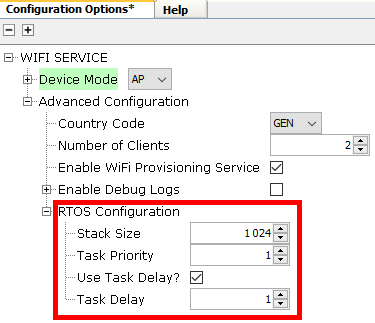 Configuration Options* Help
WIFI SERVICE
Device Mode AP
Advanced Configuration
Country Code GEN
Number of Clients 2
Enable WiFi Provisioning Service
Enable Debug Logs
RTOS Configuration
Stack Size 1 024
Task Priority 1
Use Task Delay?
Task Delay 1